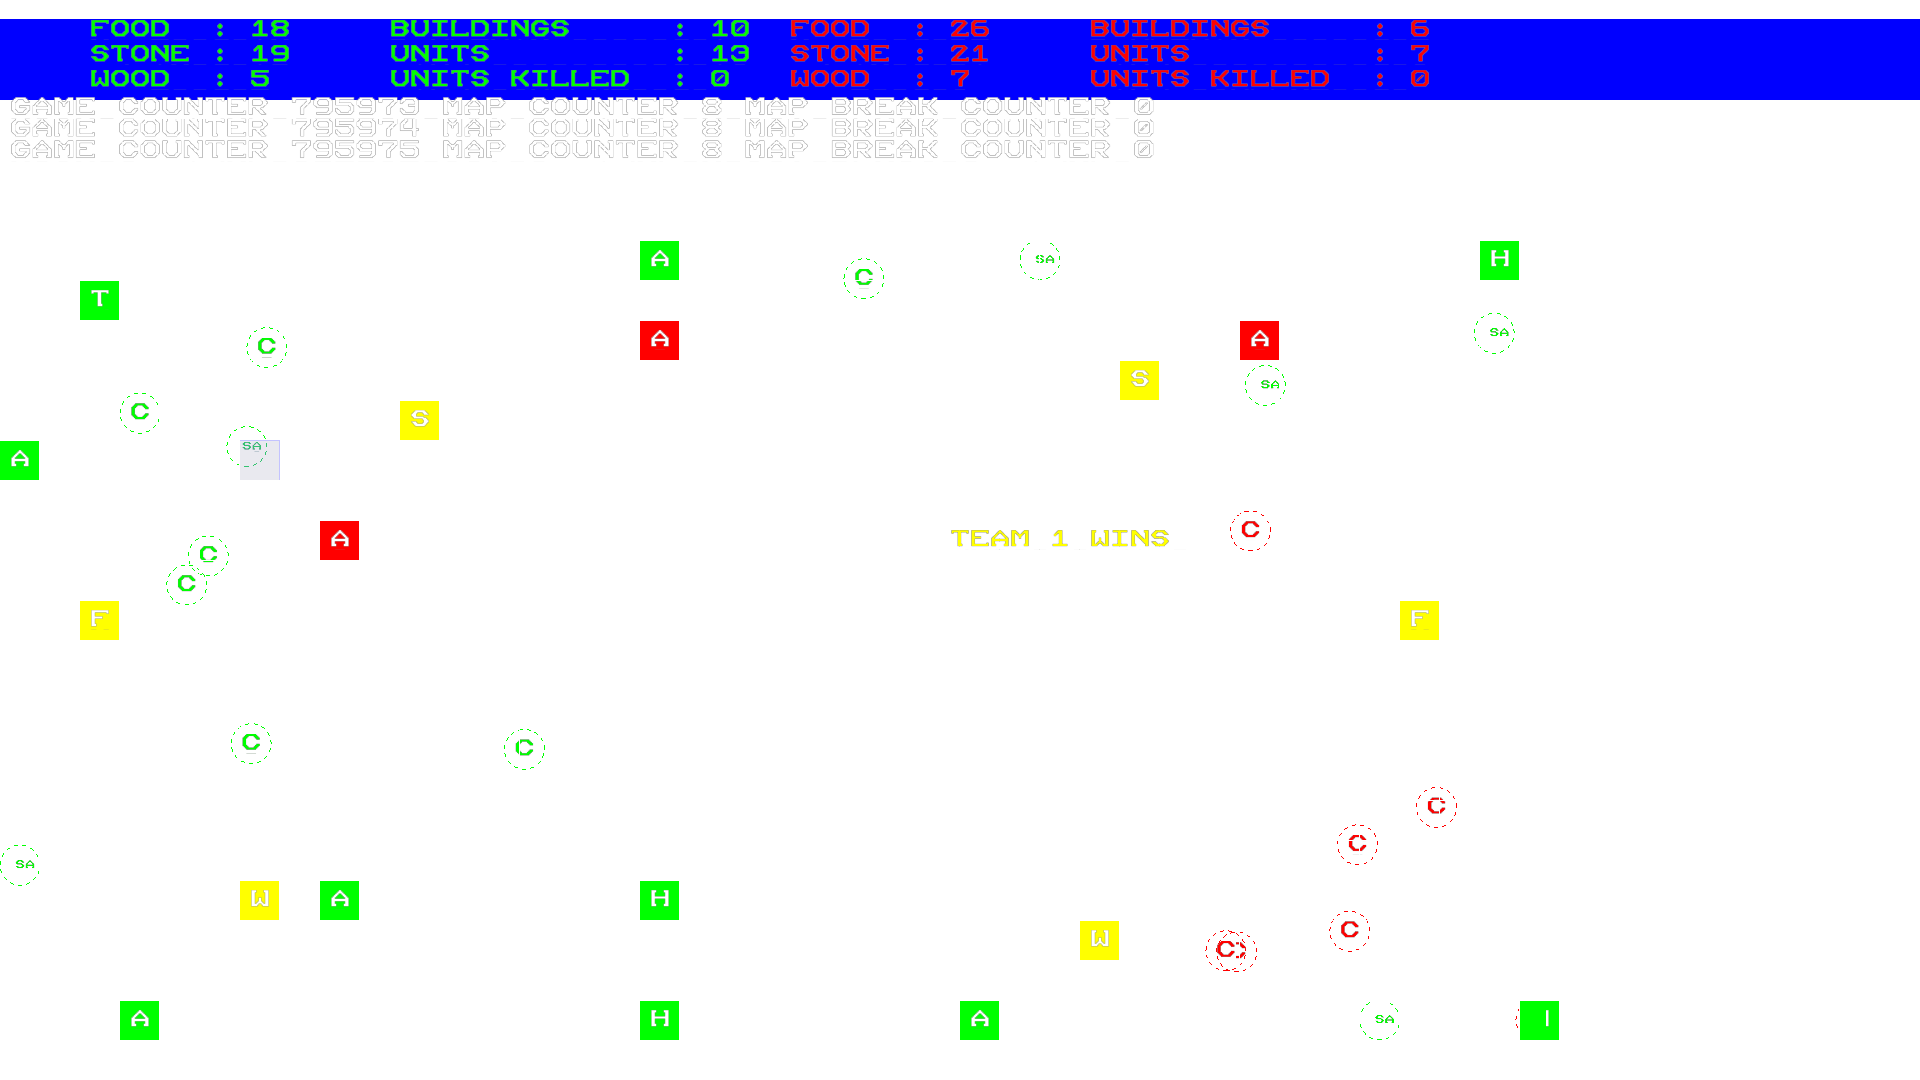 FOOD : 18 BUILDINGS : 10 FOOD : 26 BUILDINGS : 6
STONE : 19 UNITS : 13 STONE : 21 UNITS : 7
WOOD : 5 UNITS KILLED : 0 WOOD : 7 UNITS KILLED : 0
GAME COUNTER 795973 MAP COUNTER 8 MAP BREAK COUNTER 0
GAME COUNTER 795974 MAP COUNTER 8 MAP BREAK COUNTER 0
GAME COUNTER 795975 MAP COUNTER 8 MAP BREAK COUNTER 0
A C SA H
T
C A A SA
S SA
C S
SA A
A TEAM 1 WINS C
C
C
F F
C C
C
C
SA
W A H C
W C
A H A SA I